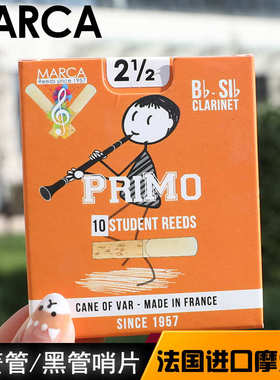 MARCA
2½
MARCA
Reeds since 1957
B♭ - SI♭
CLARINET
PRIMO
10 STUDENT REEDS
CANE OF VAR - MADE IN FRANCE
SINCE 1957
管/黑管哨片
法国进口摩